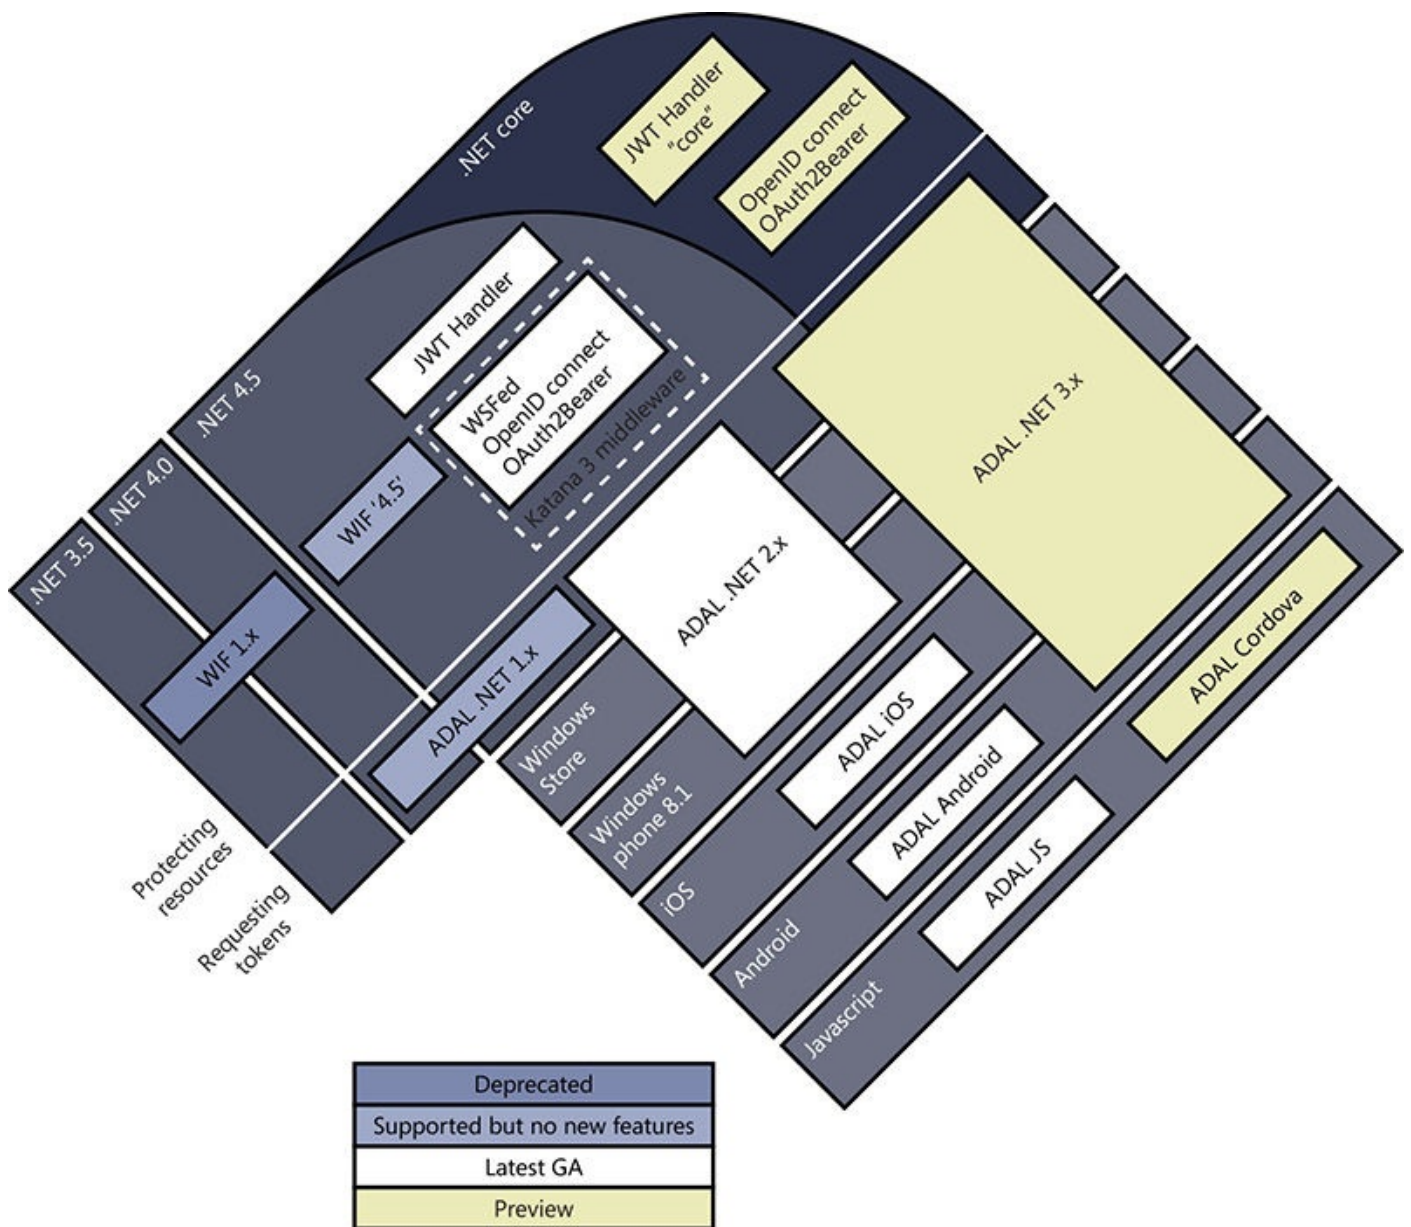 .NET core
JWT Handler
“core”
OpenID connect
OAuth2Bearer
.NET 4.5
JWT Handler
WSFed
OpenID connect
OAuth2Bearer
Katana 3 middleware
WIF '4.5'
.NET 4.0
.NET 3.5
WIF 1.x
ADAL .NET 1.x
ADAL .NET 2.x
ADAL .NET 3.x
Protecting
resources
Requesting
tokens
Windows
Store
Windows
phone 8.1
iOS
ADAL iOS
Android
ADAL Android
Javascript
ADAL JS
ADAL Cordova
Deprecated
Supported but no new features
Latest GA
Preview